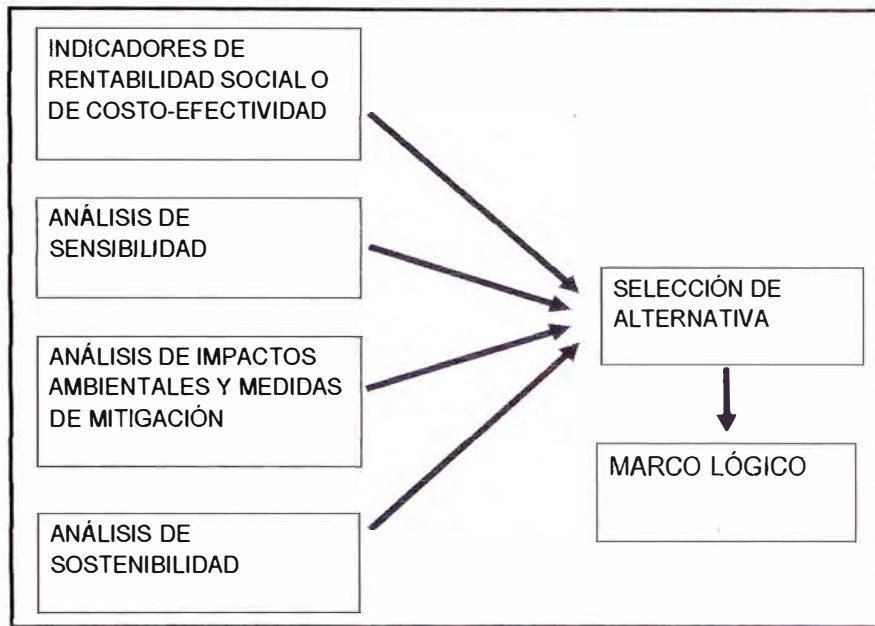 INDICADORES DE
RENTABILIDAD SOCIAL O
DE COSTO-EFECTIVIDAD
ANÁLISIS DE
SENSIBILIDAD
ANÁLISIS DE IMPACTOS
AMBIENTALES Y MEDIDAS
DE MITIGACIÓN
ANÁLISIS DE
SOSTENIBILIDAD
SELECCIÓN DE
ALTERNATIVA
MARCO LÓGICO